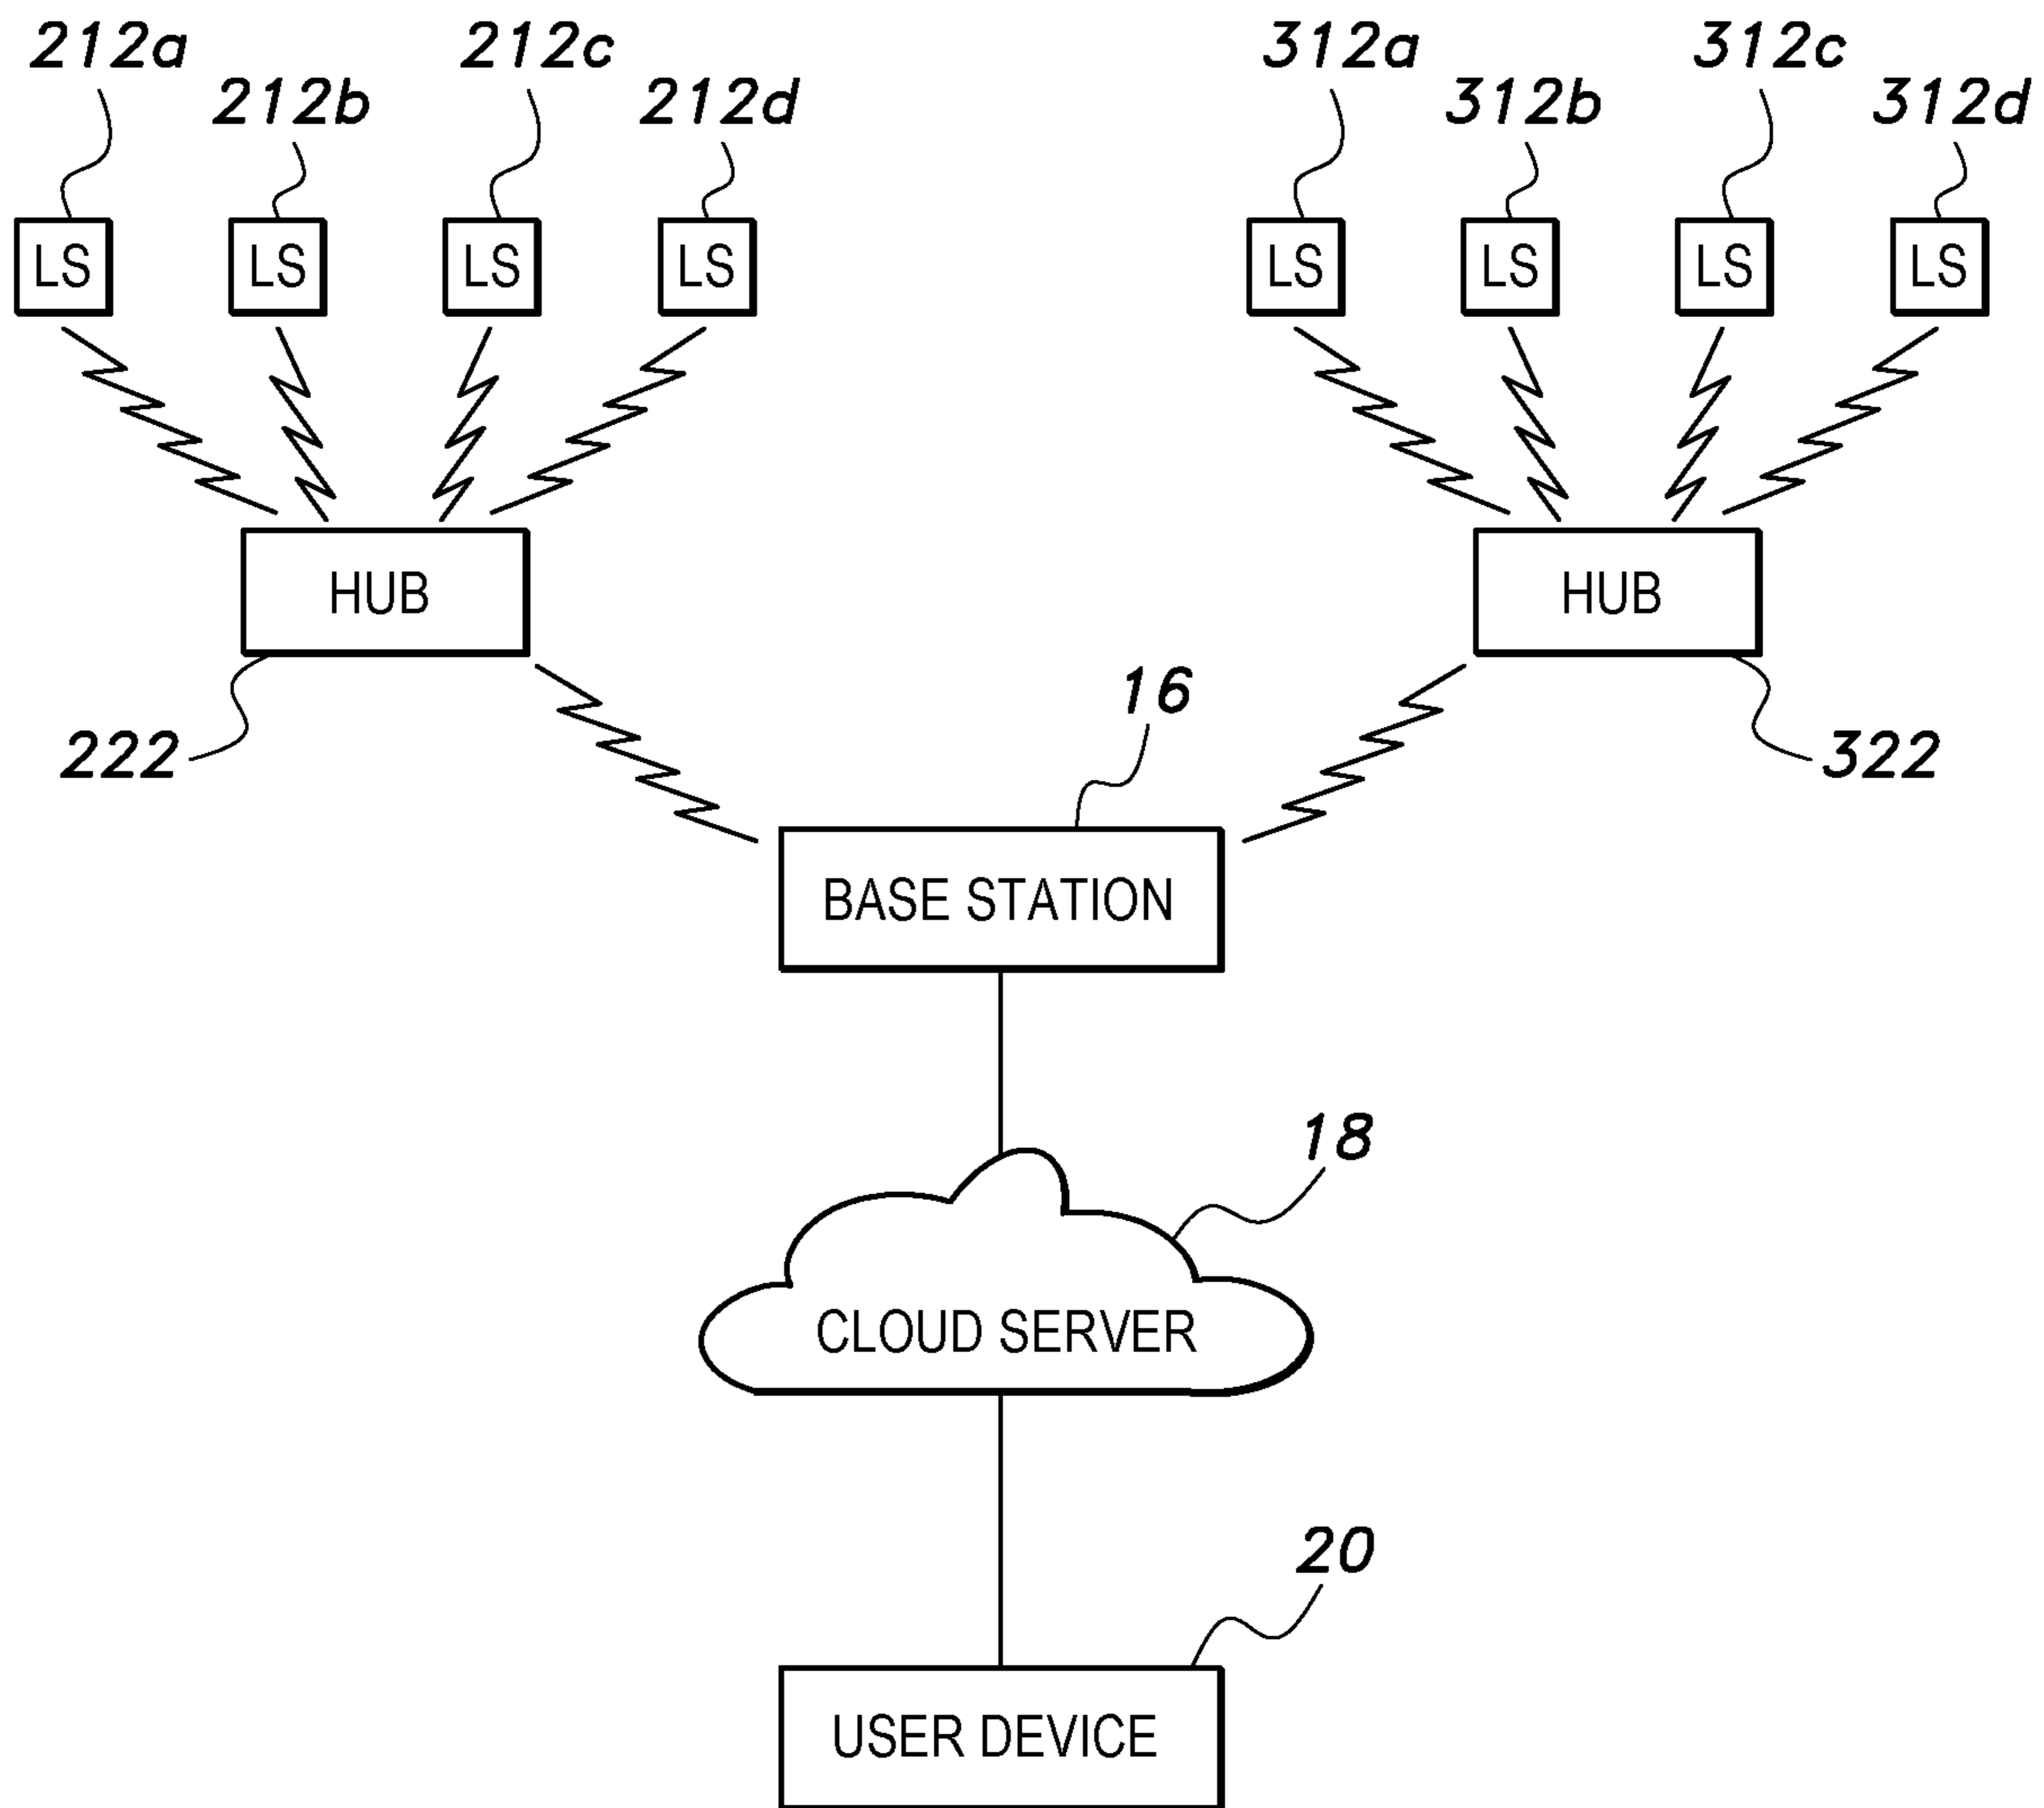 212a 212c 312a 312c
212b 212d 312b 312d
LS LS LS LS LS LS LS LS
HUB HUB
16
222 322
BASE STATION
18
CLOUD SERVER
20
USER DEVICE